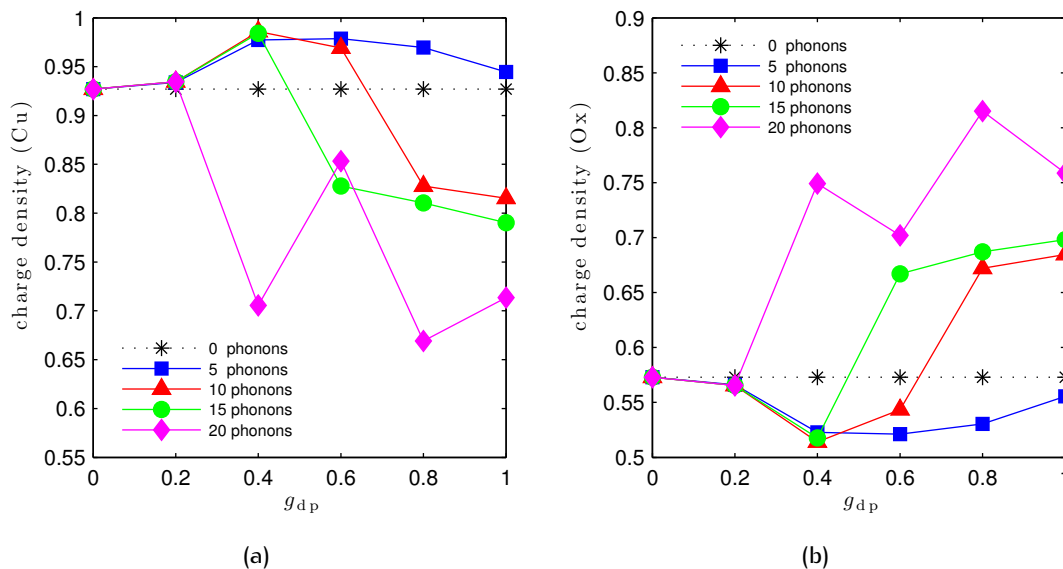 1
0.95
0.9
0.85
0.8
0.75
0.7
0.65
0.6
0.55
0 0.2 0.4 0.6 0.8 1
charge density (Cu)
g dp
0 phonons
5 phonons
10 phonons
15 phonons
20 phonons
(a)
0.9
0.85
0.8
0.75
0.7
0.65
0.6
0.55
0.5
0 0.2 0.4 0.6 0.8 1
charge density (Ox)
g dp
0 phonons
5 phonons
10 phonons
15 phonons
20 phonons
(b)